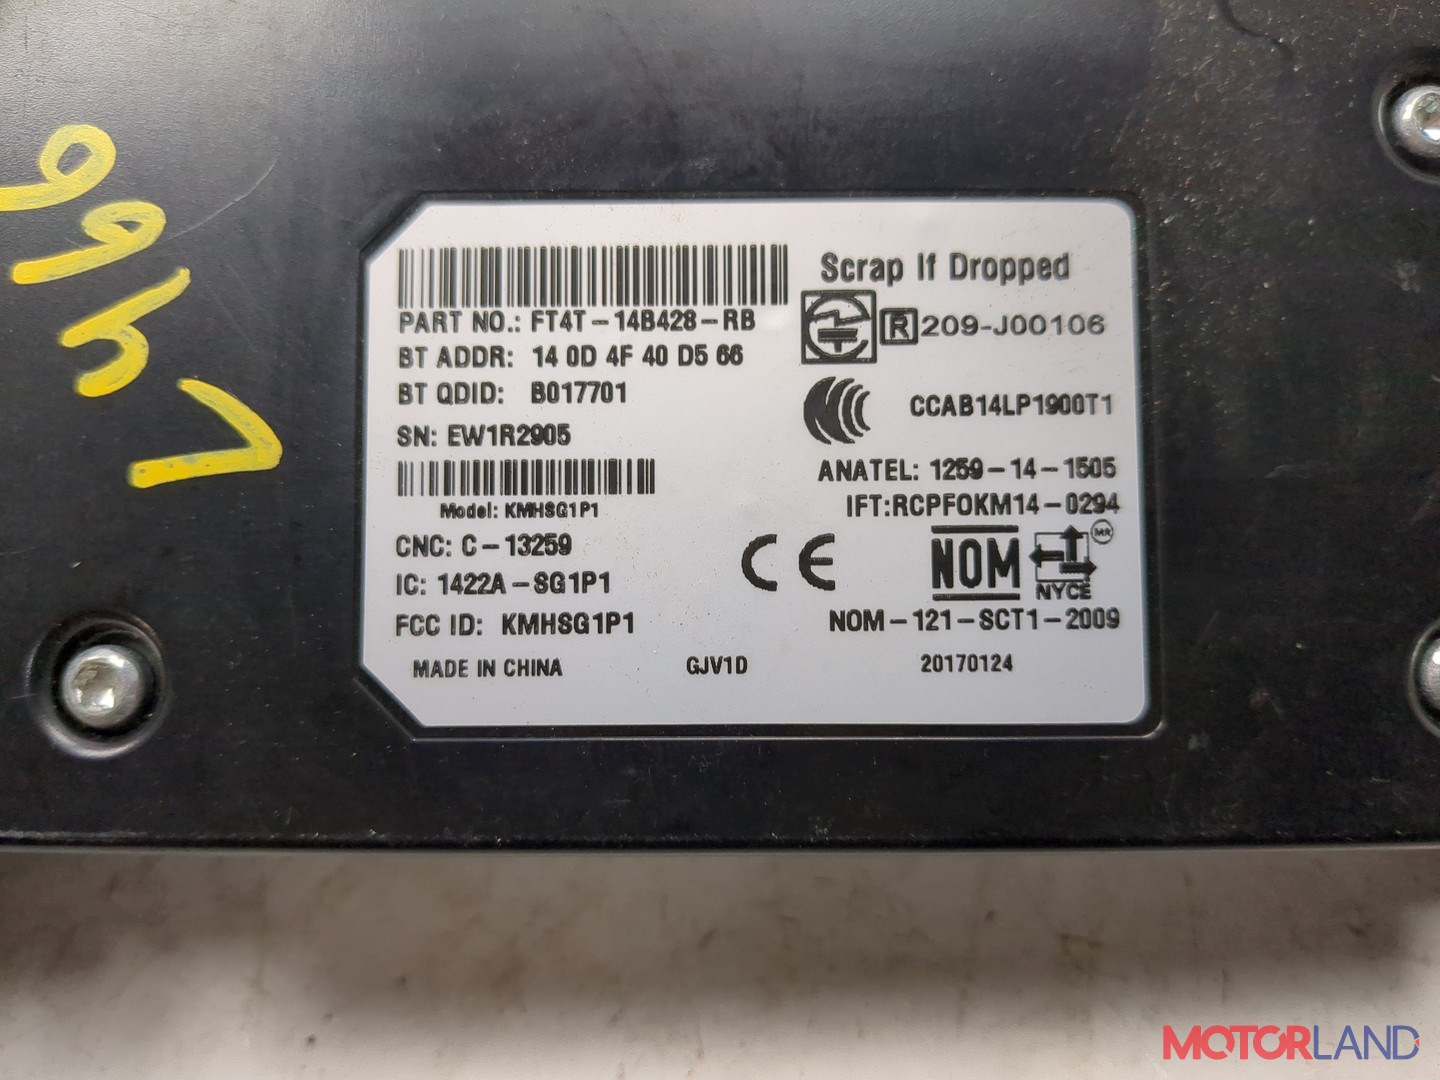 L466
PART NO.: FT4T-14B428-RB
BT ADDR: 14 0D 4F 40 D5 66
BT QDID: B017701
SN: EW1R2905
Model: KMHSG1P1
CNC: C-13259
IC: 1422A-SG1P1
FCC ID: KMHSG1P1
MADE IN CHINA
GJV1D
Scrap If Dropped
R 209-J00106
CCAB14LP1900T1
ANATEL: 1259-14-1505
IFT:RCPFOKM14-0294
CE
NOM
MR
NYCE
NOM-121-SCT1-2009
20170124
MOTORLAND